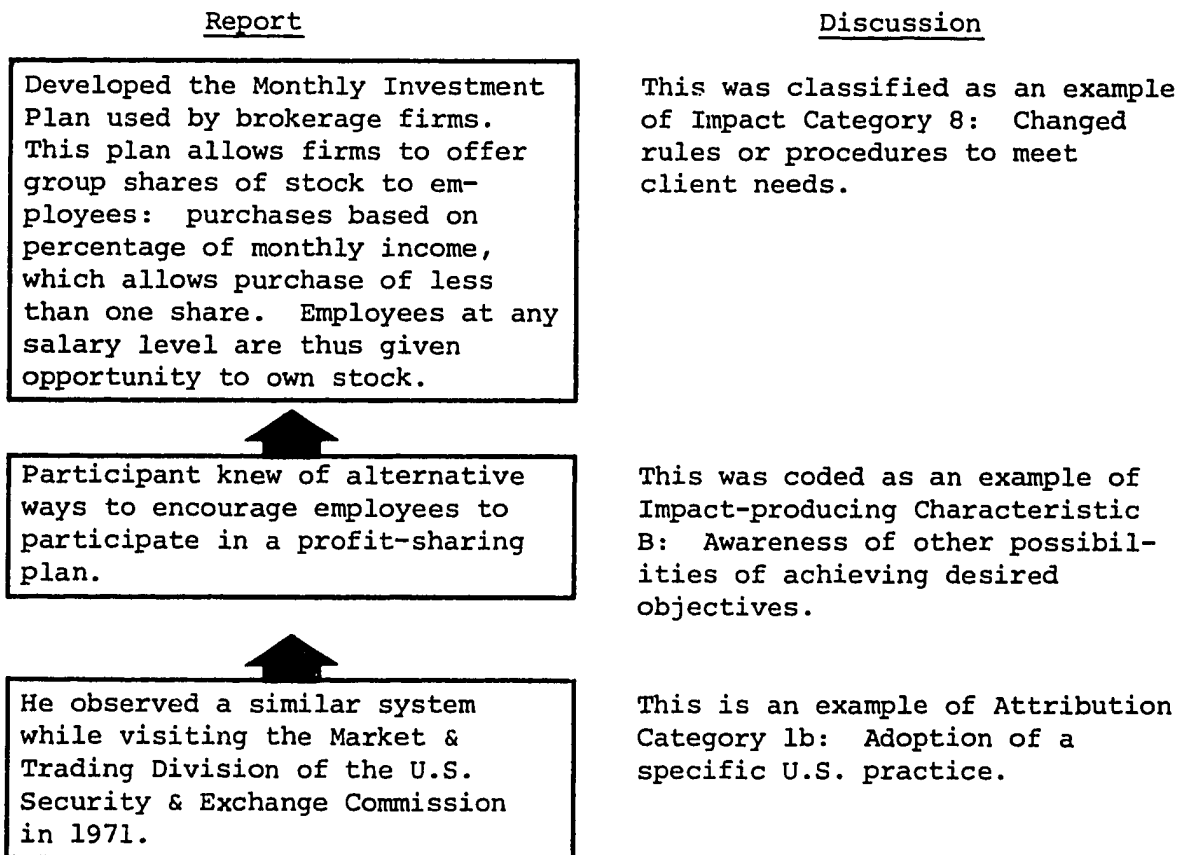 Report
Discussion
Developed the Monthly Investment
Plan used by brokerage firms.
This plan allows firms to offer
group shares of stock to em-
ployees: purchases based on
percentage of monthly income,
which allows purchase of less
than one share. Employees at any
salary level are thus given
opportunity to own stock.
This was classified as an example
of Impact Category 8: Changed
rules or procedures to meet
client needs.
Participant knew of alternative
ways to encourage employees to
participate in a profit-sharing
plan.
This was coded as an example of
Impact-producing Characteristic
B: Awareness of other possibil-
ities of achieving desired
objectives.
He observed a similar system
while visiting the Market &
Trading Division of the U.S.
Security & Exchange Commission
in 1971.
This is an example of Attribution
Category 1b: Adoption of a
specific U.S. practice.